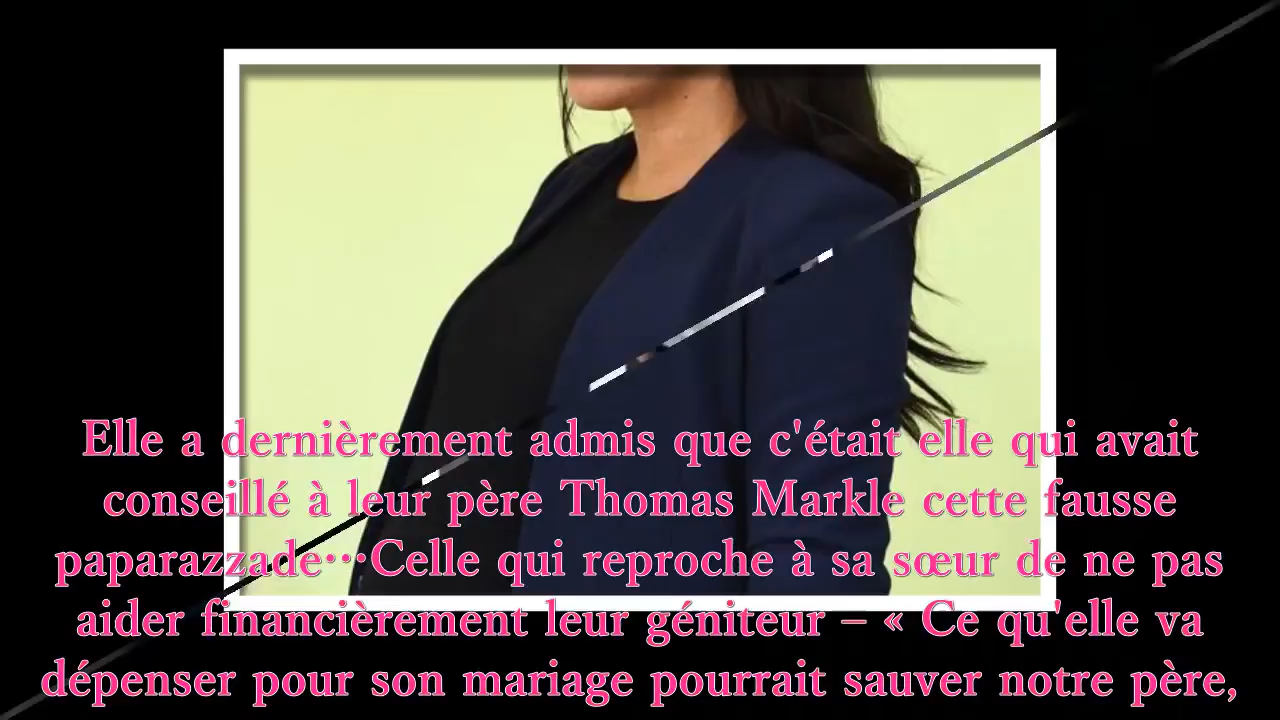 Elle a dernièrement admis que c'était elle qui avait
conseillé à leur père Thomas Markle cette fausse
paparazzade···Celle qui reproche à sa sœur de ne pas
aider financièrement leur géniteur – « Ce qu'elle va
dépenser pour son mariage pourrait sauver notre père,